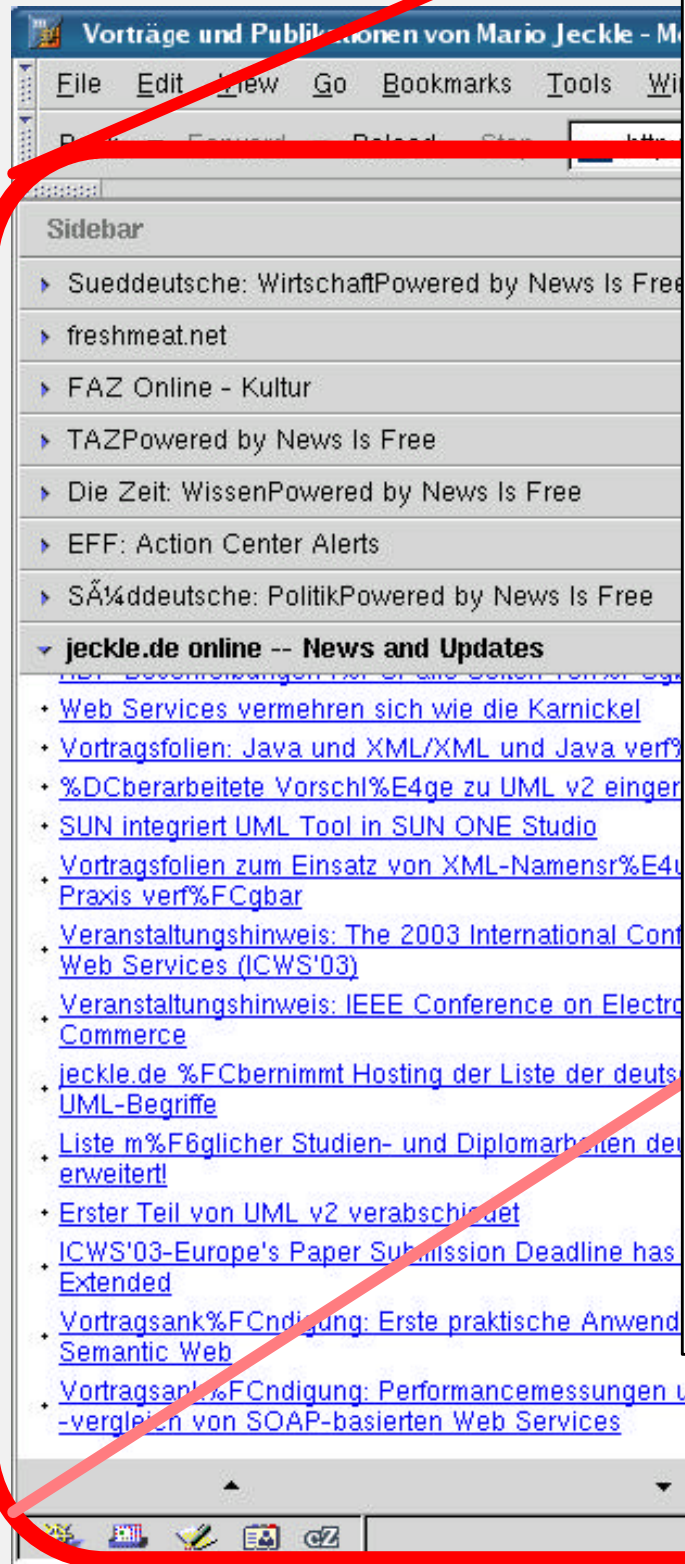 Vorträge und Publikationen von Mario Jeckle - M
File Edit View Go Bookmarks Tools Wi
Reload Stop http
Sidebar
Sueddeutsche: WirtschaftPowered by News Is Free
freshmeat.net
FAZ Online - Kultur
TAZPowered by News Is Free
Die Zeit: WissenPowered by News Is Free
EFF: Action Center Alerts
SÃ¼ddeutsche: PolitikPowered by News Is Free
jeckle.de online -- News and Updates
Web Services vermehren sich wie die Karnickel
Vortragsfolien: Java und XML/XML und Java verf%
%DCberarbeitete Vorschl%E4ge zu UML v2 einger
SUN integriert UML Tool in SUN ONE Studio
Vortragsfolien zum Einsatz von XML-Namensr%E4u
Praxis verf%FCgbar
Veranstaltungshinweis: The 2003 International Conf
Web Services (ICWS'03)
Veranstaltungshinweis: IEEE Conference on Electro
Commerce
jeckle.de %FCbernimmt Hosting der Liste der deuts
UML-Begriffe
Liste m%F6glicher Studien- und Diplomarbeiten deu
erweitert!
Erster Teil von UML v2 verabschiedet
ICWS'03-Europe's Paper Submission Deadline has
Extended
Vortragsank%FCndigung: Erste praktische Anwend
Semantic Web
Vortragsank%FCndigung: Performancemessungen u
-vergleich von SOAP-basierten Web Services